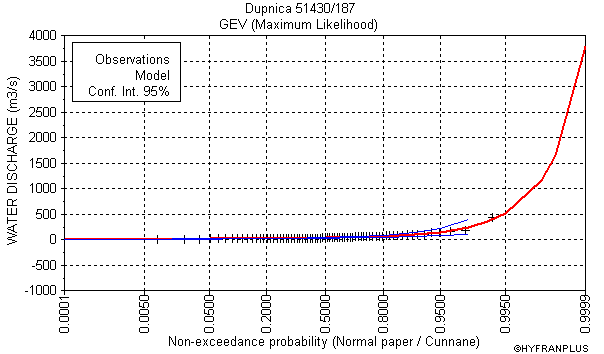 Dupnica 51430/187
GEV (Maximum Likelihood)
WATER DISCHARGE (m3/s)
4000
3500
3000
2500
2000
1500
1000
500
0
-500
-1000
Observations
Model
Conf. Int. 95%
0.0001
0.0050
0.0500
0.2000
0.5000
0.8000
0.9500
0.9950
0.9999
Non-exceedance probability (Normal paper / Cunnane)
©HYFRANPLUS